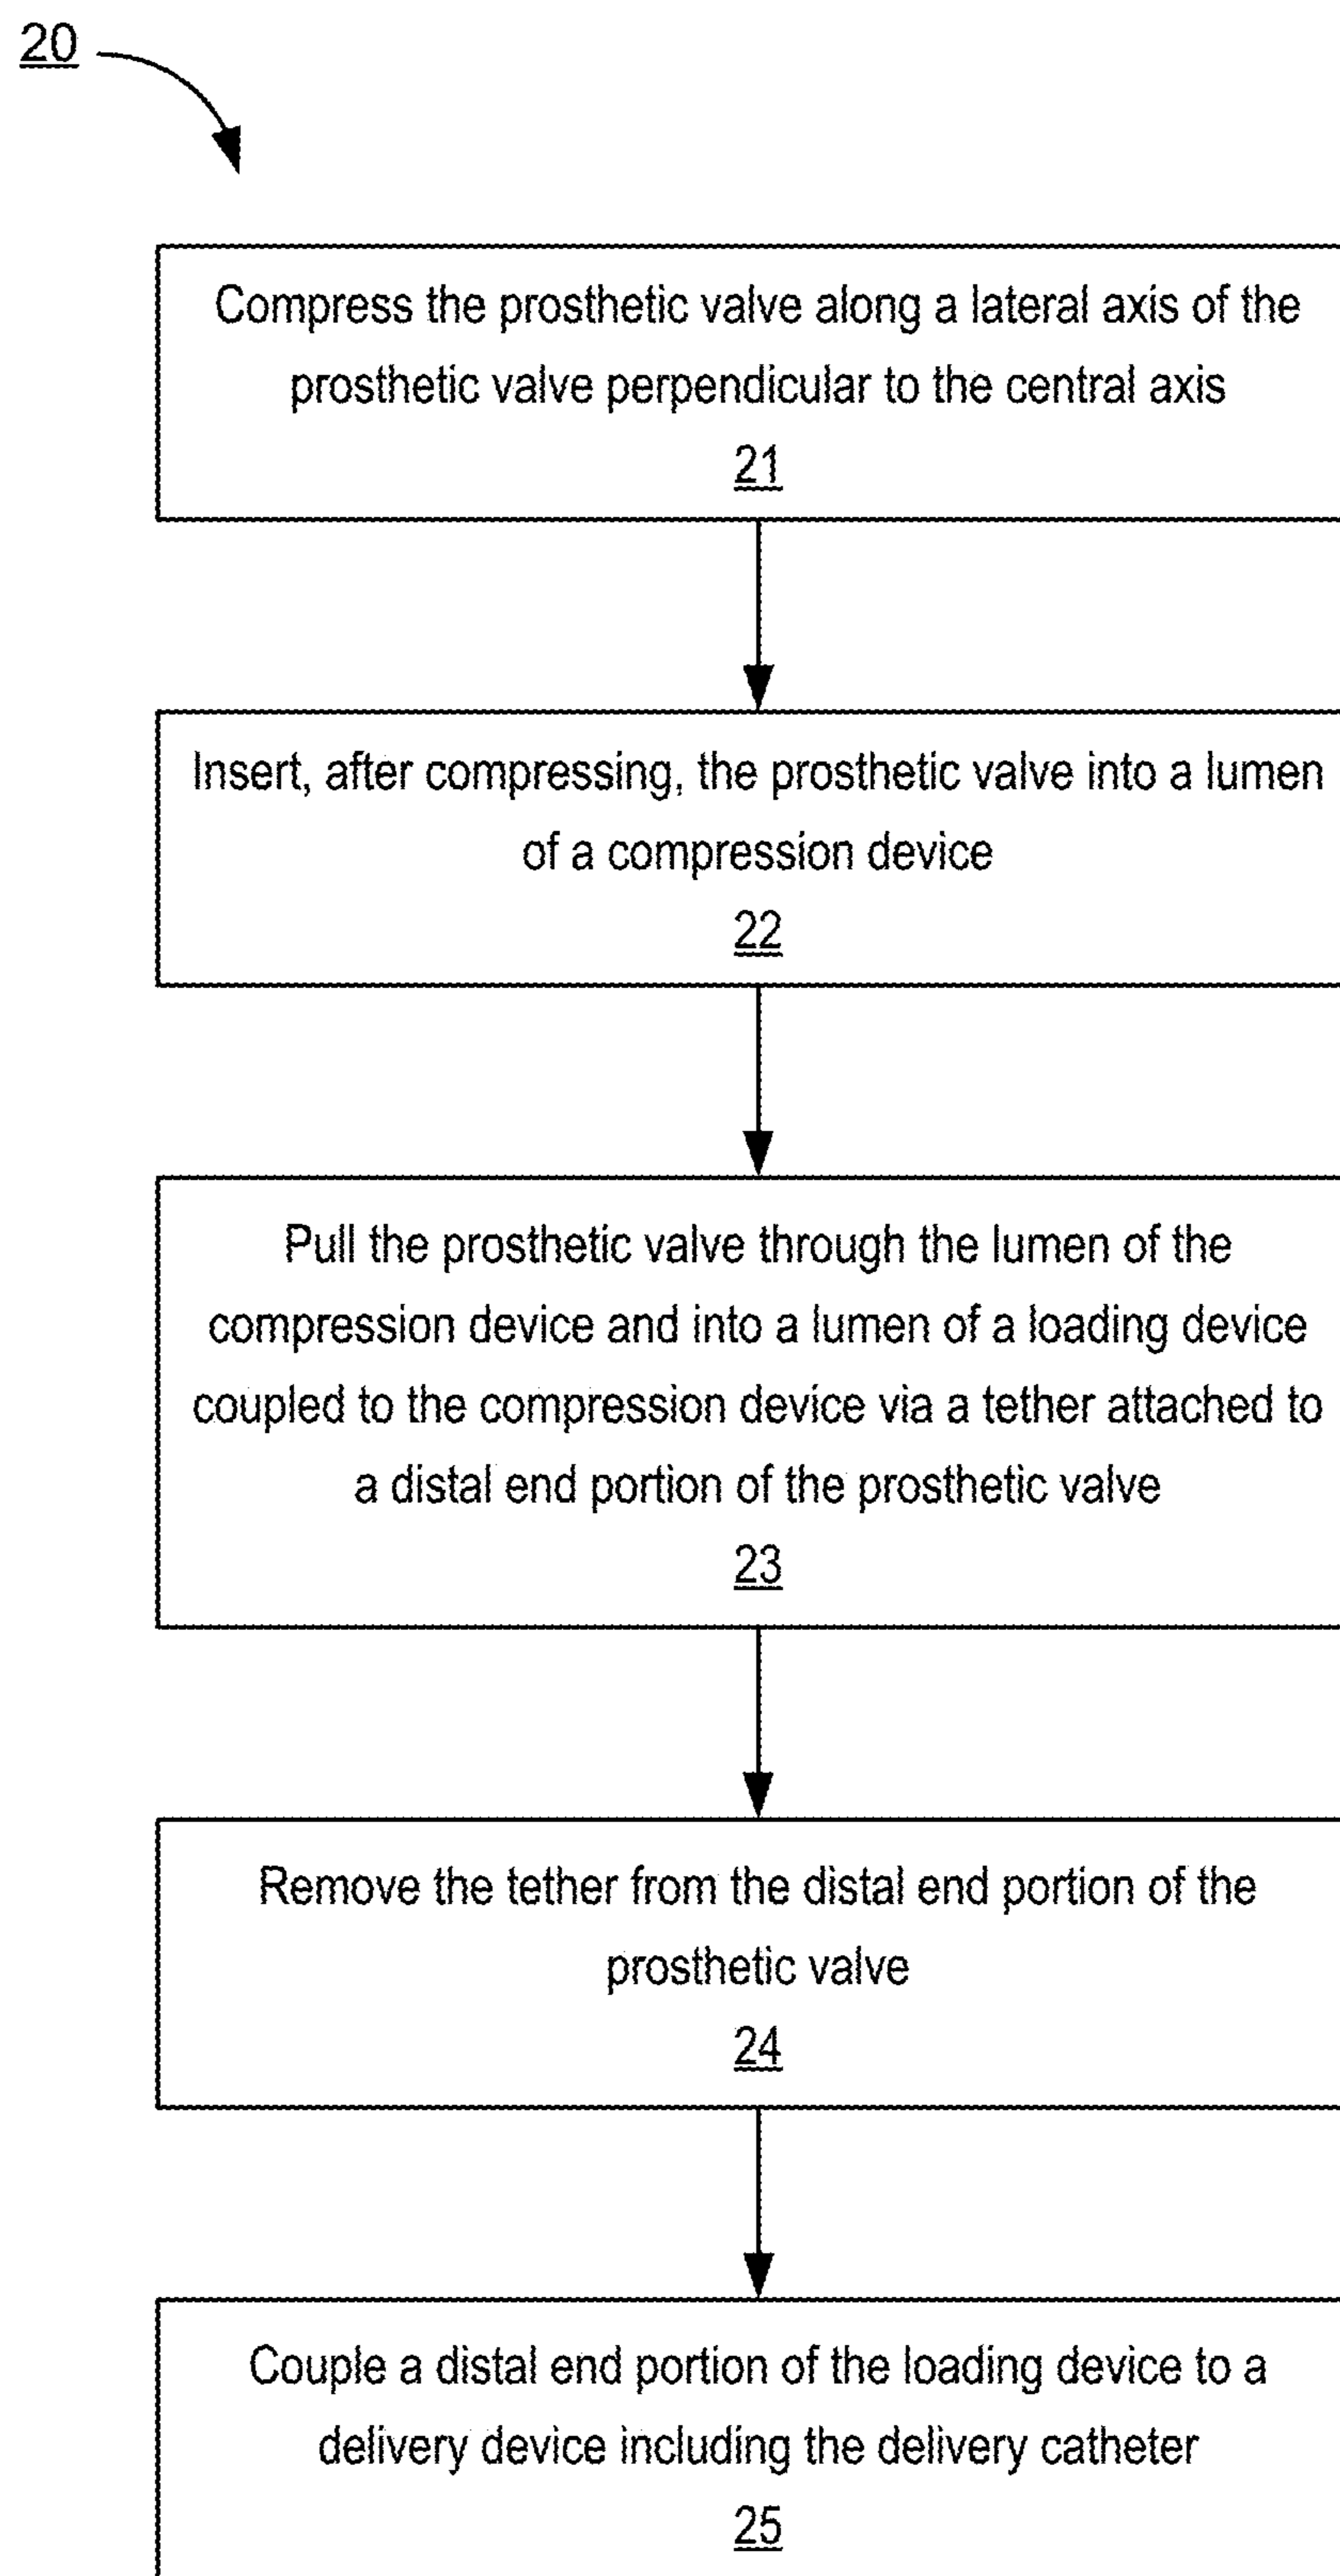 20
Compress the prosthetic valve along a lateral axis of the
prosthetic valve perpendicular to the central axis
21
Insert, after compressing, the prosthetic valve into a lumen
of a compression device
22
Pull the prosthetic valve through the lumen of the
compression device and into a lumen of a loading device
coupled to the compression device via a tether attached to
a distal end portion of the prosthetic valve
23
Remove the tether from the distal end portion of the
prosthetic valve
24
Couple a distal end portion of the loading device to a
delivery device including the delivery catheter
25